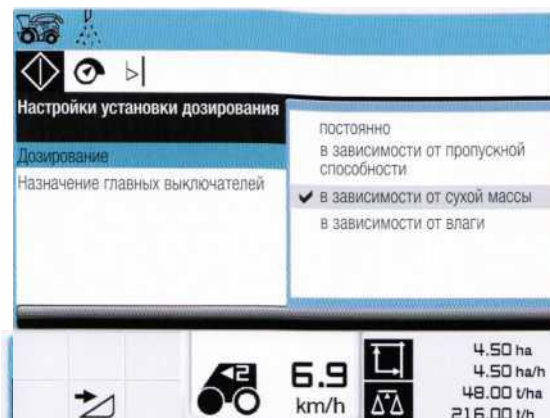 Настройки установки дозирования
Дозирование
Назначение главных выключателей
постоянно
в зависимости от пропускной
способности
в зависимости от сухой массы
в зависимости от влаги
2
6.9
km/h
4.50 ha
4.50 ha/h
48.00 t/ha
216.00 t/h